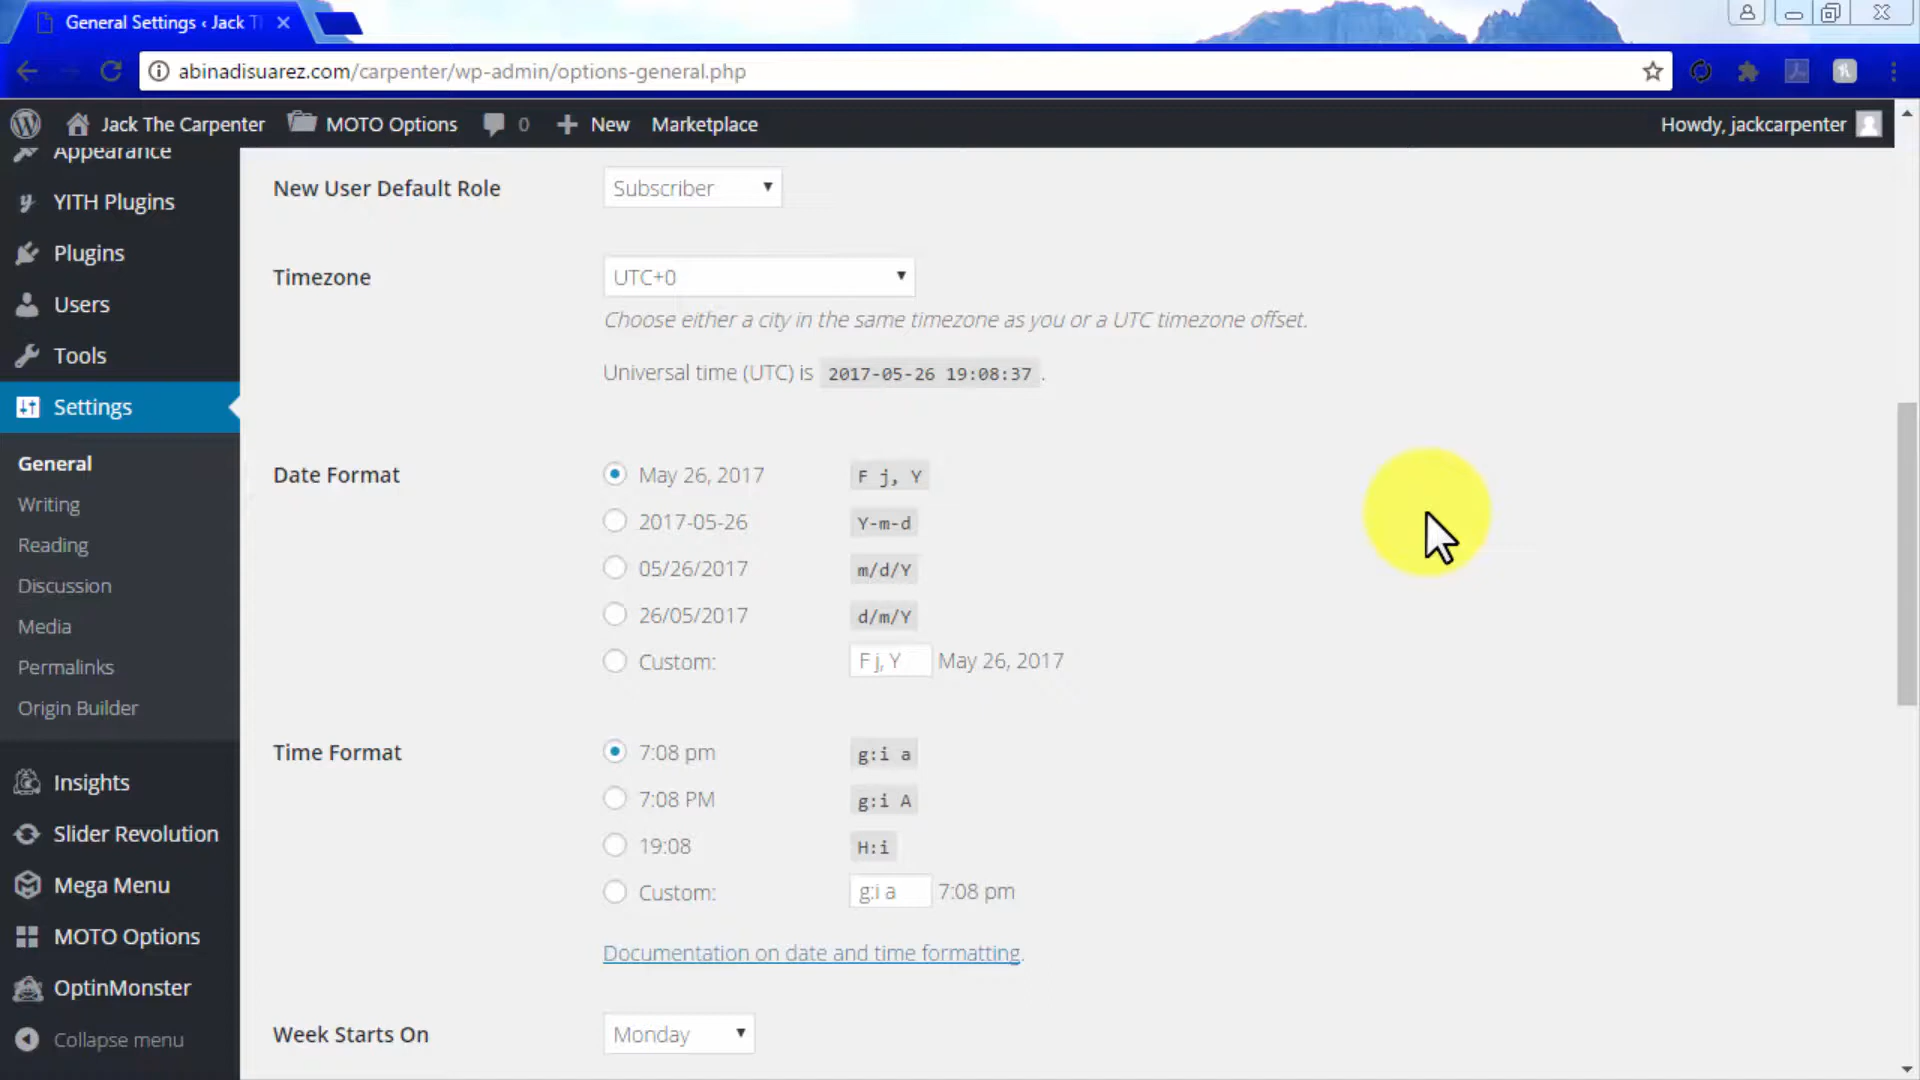 General Settings ‹ Jack T
abinadisuarez.com/carpenter/wp-admin/options-general.php
Jack The Carpenter MOTO Options 0 New Marketplace Howdy, jackcarpenter
Appearance
YITH Plugins
Plugins
Users
Tools
Settings
General
Writing
Reading
Discussion
Media
Permalinks
Origin Builder
Insights
Slider Revolution
Mega Menu
MOTO Options
OptinMonster
Collapse menu
New User Default Role Subscriber
Timezone UTC+0
Choose either a city in the same timezone as you or a UTC timezone offset.
Universal time (UTC) is 2017-05-26 19:08:37 .
Date Format May 26, 2017 F j, Y
2017-05-26 Y-m-d
05/26/2017 m/d/Y
26/05/2017 d/m/Y
Custom: F j, Y May 26, 2017
Time Format 7:08 pm g:i a
7:08 PM g:i A
19:08 H:i
Custom: g:i a 7:08 pm
Documentation on date and time formatting.
Week Starts On Monday